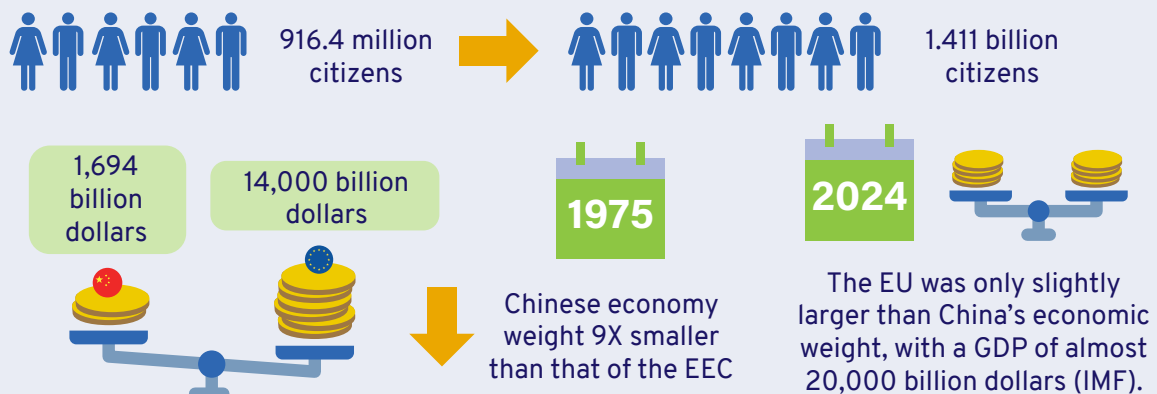 916.4 million
citizens
1.411 billion
citizens
1,694
billion
dollars
14,000 billion
dollars
1975
Chinese economy
weight 9X smaller
than that of the EEC
2024
The EU was only slightly
larger than China's economic
weight, with a GDP of almost
20,000 billion dollars (IMF).